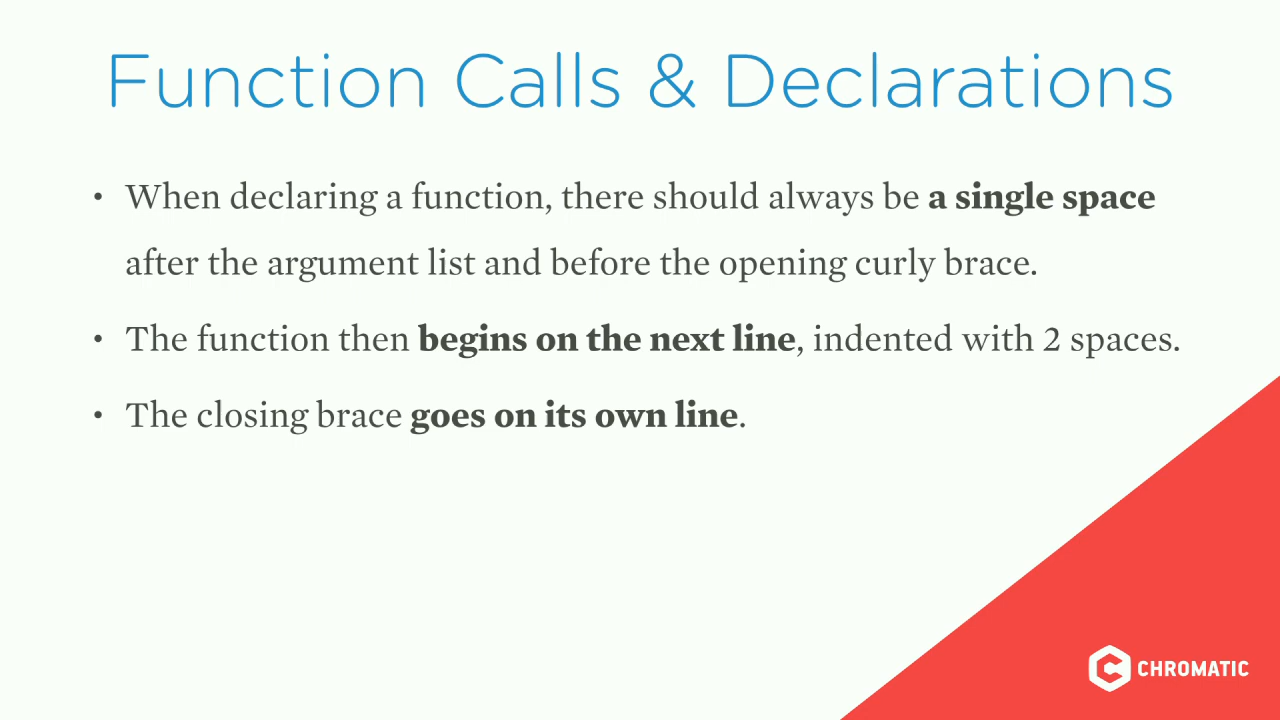 Function Calls & Declarations
• When declaring a function, there should always be a single space
after the argument list and before the opening curly brace.
• The function then begins on the next line, indented with 2 spaces.
• The closing brace goes on its own line.
CHROMATIC